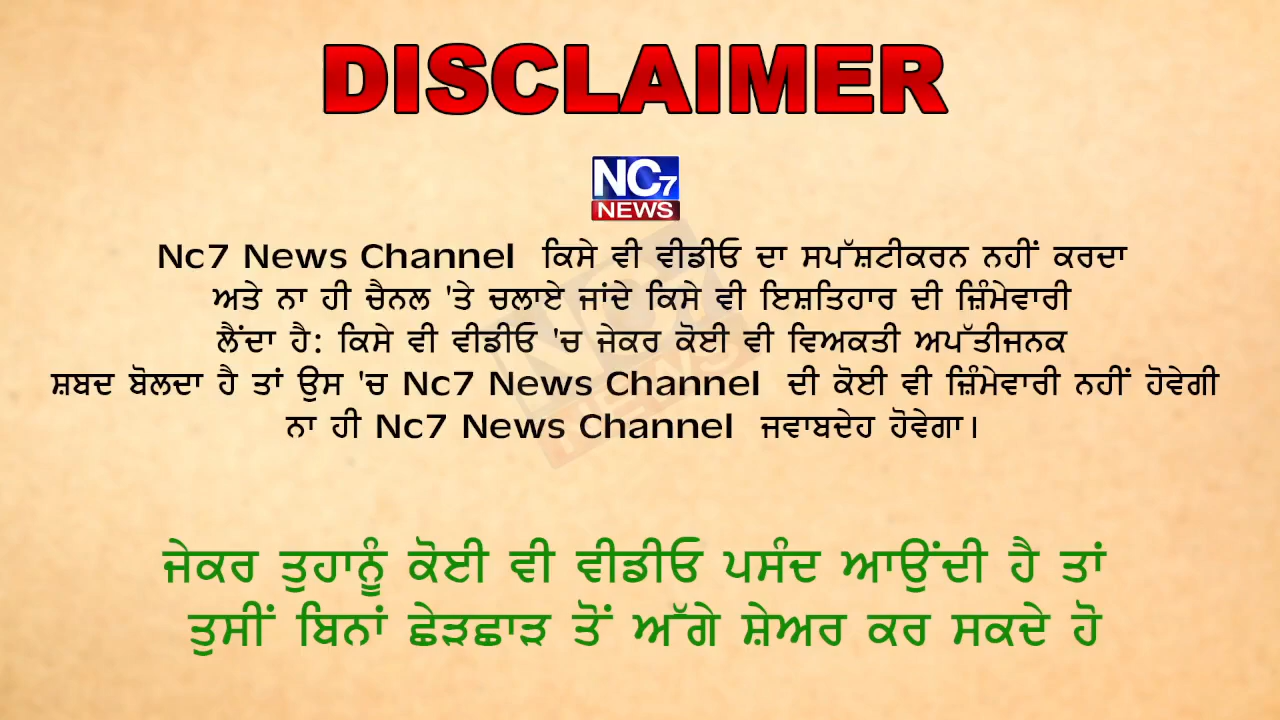 DISCLAIMER
NC7
NEWS
Nc7 News Channel ਕਿਸੇ ਵੀ ਵੀਡੀਓ ਦਾ ਸਪੱਸ਼ਟੀਕਰਨ ਨਹੀਂ ਕਰਦਾ
ਅਤੇ ਨਾ ਹੀ ਚੈਨਲ 'ਤੇ ਚਲਾਏ ਜਾਂਦੇ ਕਿਸੇ ਵੀ ਇਸ਼ਤਿਹਾਰ ਦੀ ਜ਼ਿੰਮੇਵਾਰੀ
ਲੈਂਦਾ ਹੈ: ਕਿਸੇ ਵੀ ਵੀਡੀਓ 'ਚ ਜੇਕਰ ਕੋਈ ਵੀ ਵਿਅਕਤੀ ਅਪੱਤੀਜਨਕ
ਸ਼ਬਦ ਬੋਲਦਾ ਹੈ ਤਾਂ ਉਸ 'ਚ Nc7 News Channel ਦੀ ਕੋਈ ਵੀ ਜ਼ਿੰਮੇਵਾਰੀ ਨਹੀਂ ਹੋਵੇਗੀ
ਨਾ ਹੀ Nc7 News Channel ਜਵਾਬਦੇਹ ਹੋਵੇਗਾ।
ਜੇਕਰ ਤੁਹਾਨੂੰ ਕੋਈ ਵੀ ਵੀਡੀਓ ਪਸੰਦ ਆਉਂਦੀ ਹੈ ਤਾਂ
ਤੁਸੀਂ ਬਿਨਾਂ ਛੇੜਛਾੜ ਤੋਂ ਅੱਗੇ ਸ਼ੇਅਰ ਕਰ ਸਕਦੇ ਹੋ